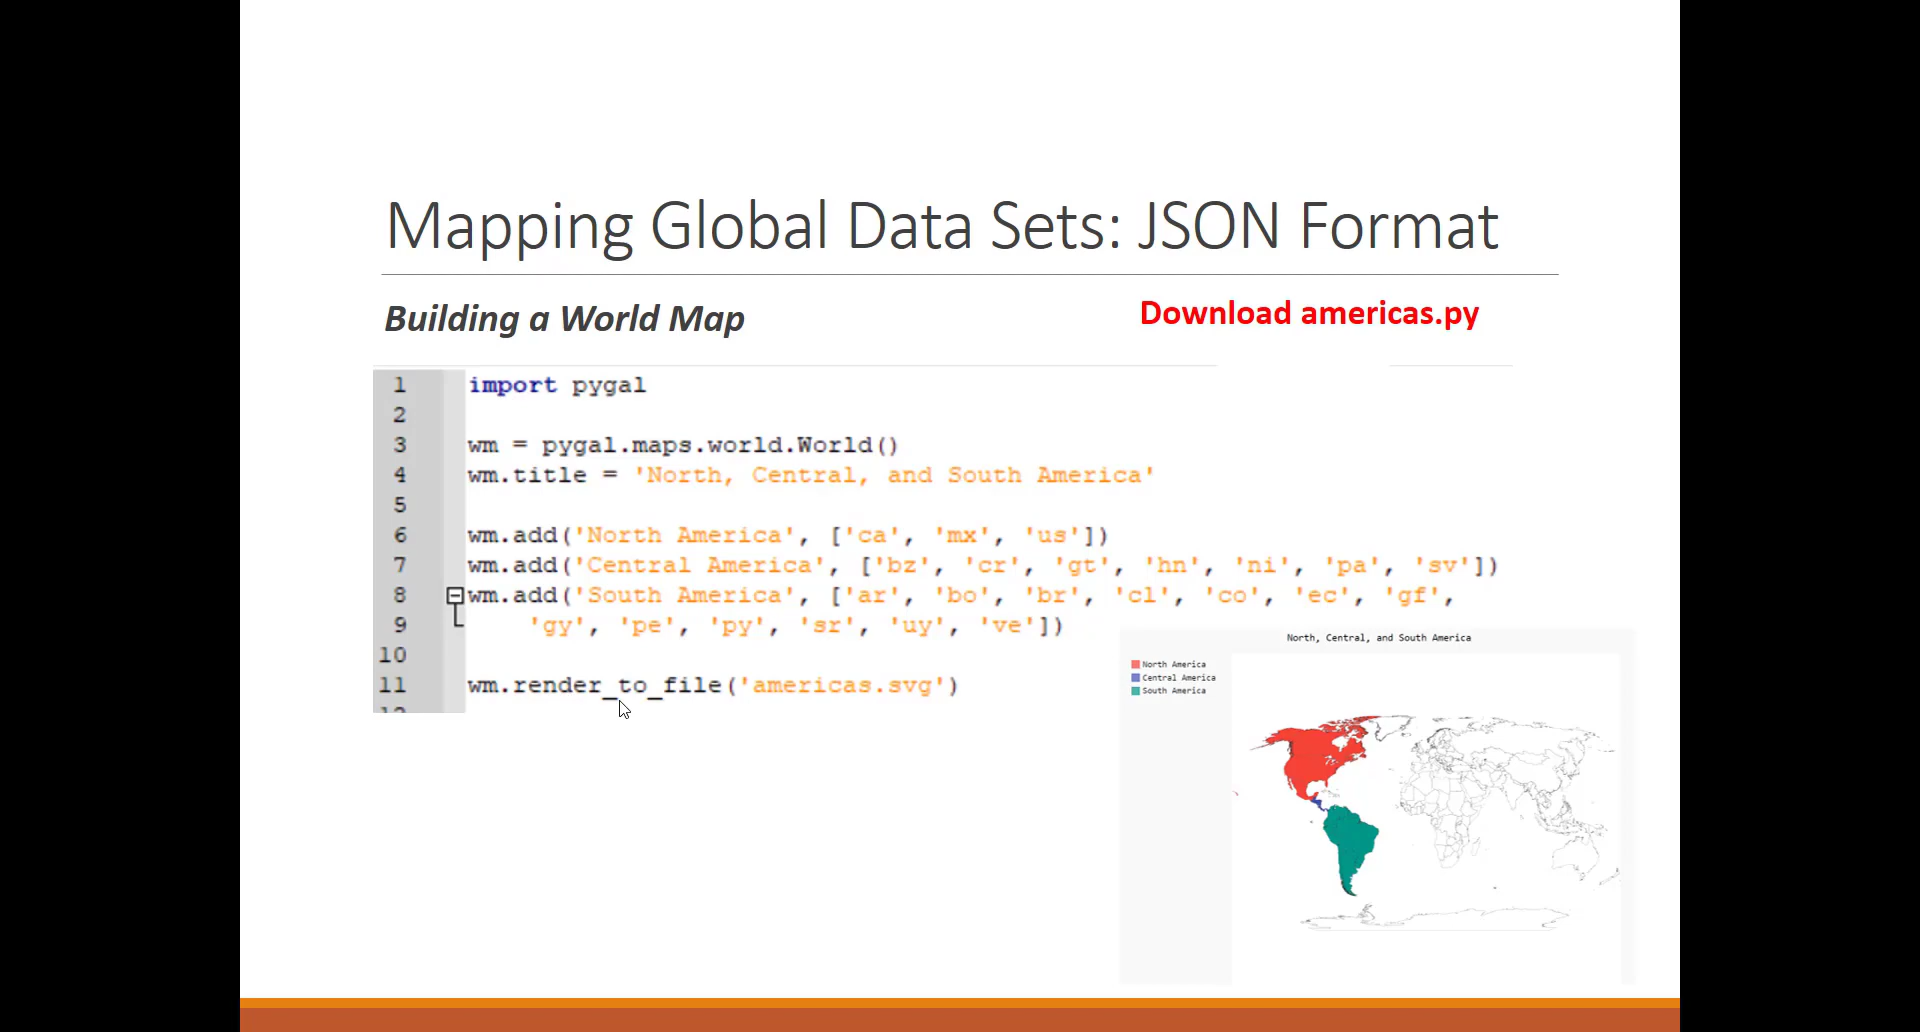 Mapping Global Data Sets: JSON Format
Building a World Map
Download americas.py
1 import pygal
2
3 wm = pygal.maps.world.World()
4 wm.title = 'North, Central, and South America'
5
6 wm.add('North America', ['ca', 'mx', 'us'])
7 wm.add('Central America', ['bz', 'cr', 'gt', 'hn', 'ni', 'pa', 'sv'])
8 wm.add('South America', ['ar', 'bo', 'br', 'cl', 'co', 'ec', 'gf',
9 'gy', 'pe', 'py', 'sr', 'uy', 've'])
10
11 wm.render_to_file('americas.svg')
North, Central, and South America
North America
Central America
South America